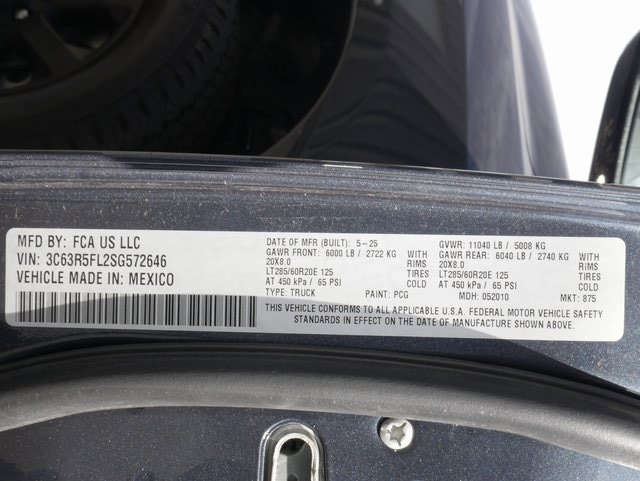 MFD BY: FCA US LLC
VIN: 3C63R5FL2SG572646
VEHICLE MADE IN: MEXICO
DATE OF MFR (BUILT): 5-25
GAWR FRONT: 6000 LB / 2722 KG WITH
20X8.0 RIMS
LT285/60R20E 125 TIRES
AT 450 kPa / 65 PSI COLD
TYPE: TRUCK PAINT: PCG
GVWR: 11040 LB / 5008 KG
GAWR REAR: 6040 LB / 2740 KG WITH
20X8.0 RIMS
LT285/60R20E 125 TIRES
AT 450 kPa / 65 PSI COLD
MDH: 052010 MKT: 875
THIS VEHICLE CONFORMS TO ALL APPLICABLE U.S.A. FEDERAL MOTOR VEHICLE SAFETY
STANDARDS IN EFFECT ON THE DATE OF MANUFACTURE SHOWN ABOVE.